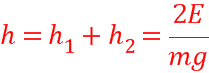 h = h₁ + h₂ = 2E/mg